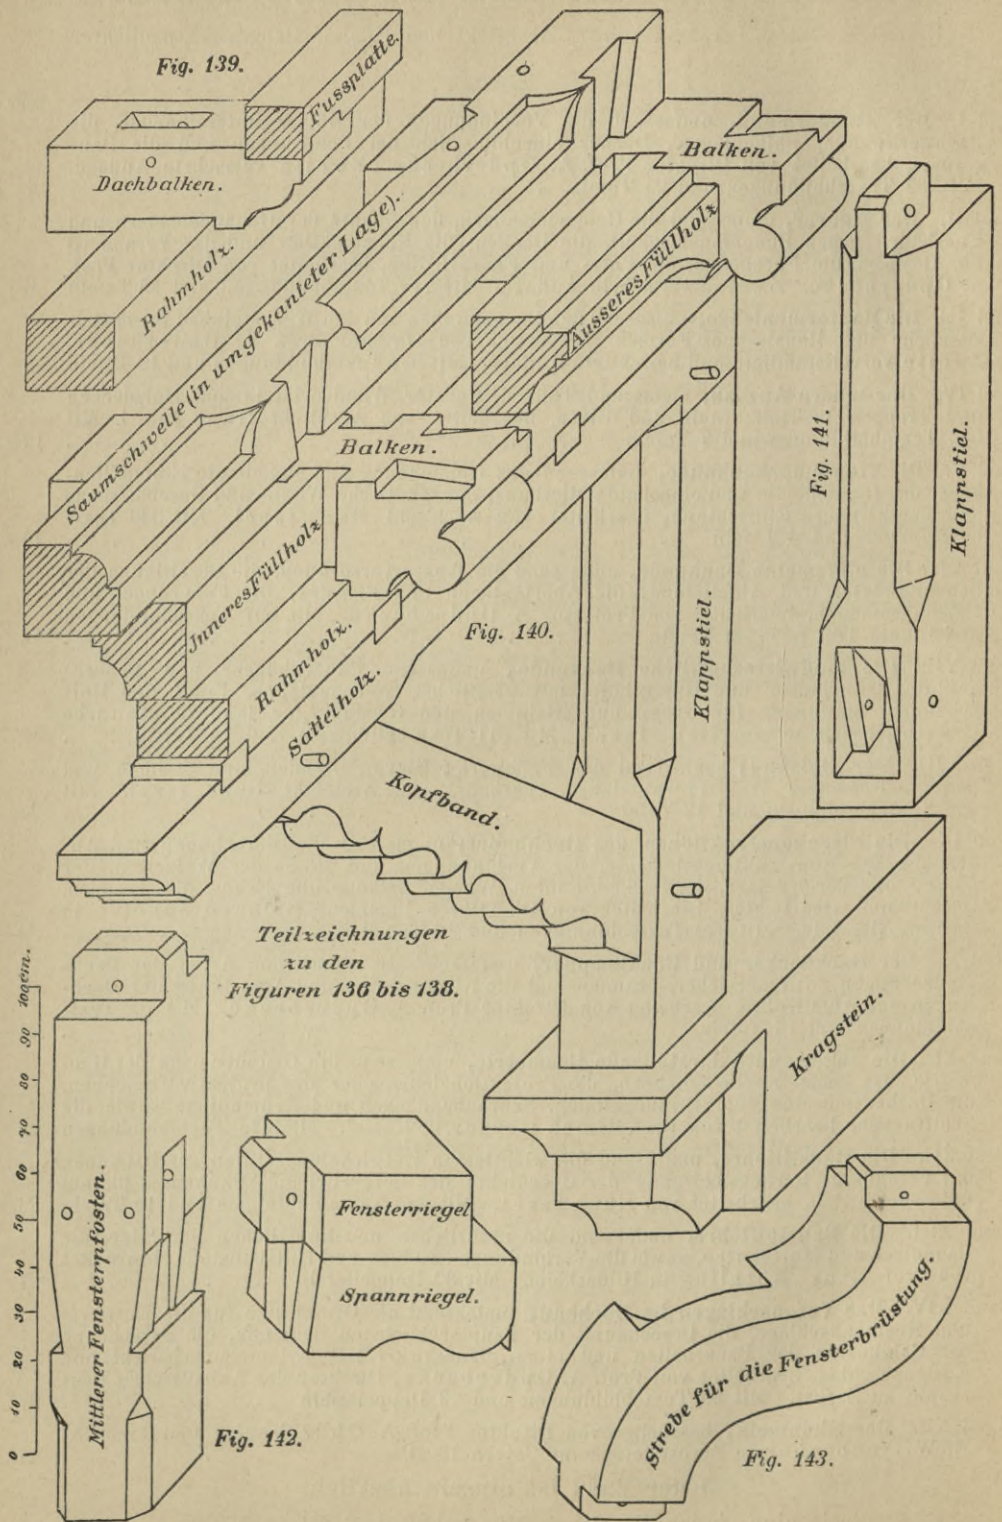 Fig. 139.
Fussplatte.
Dachbalken.
Rahmholz.
Balken.
Saumschwelle (in umgekanteter Lage).
Äusseres Füllholz
Balken.
Fig. 141.
Klappstiel.
Inneres Füllholz
Rahmholz.
Sattelholz.
Fig. 140.
Klappstiel.
Kopfband.
Teilzeichnungen
zu den
Figuren 136 bis 138.
Kragstein.
100cm.
90
80
70
60
50
40
30
20
10
0
Mittlerer Fensterpfosten.
Fig. 142.
Fensterriegel
Spannriegel.
Strebe für die Fensterbrüstung.
Fig. 143.